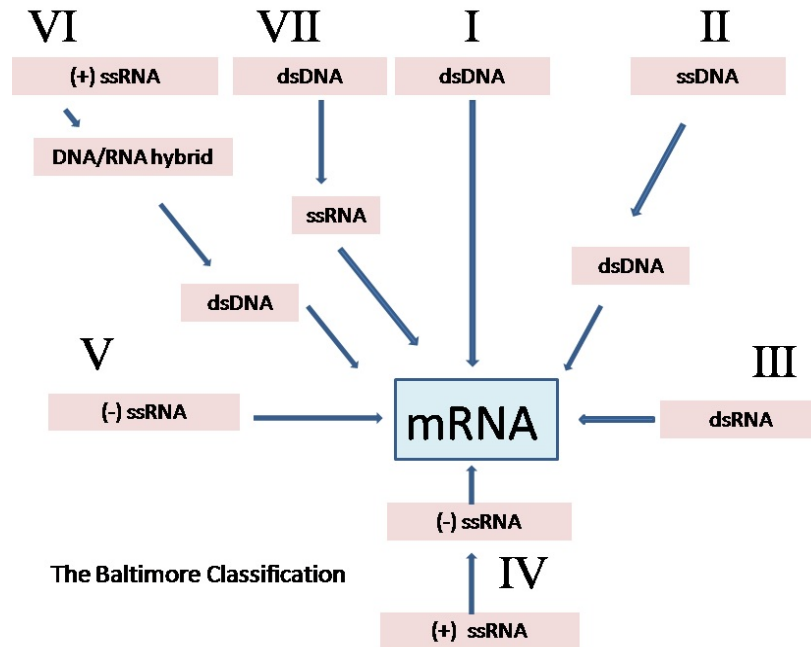 VI
VII
I
II
(+) ssRNA
dsDNA
dsDNA
ssDNA
DNA/RNA hybrid
ssRNA
dsDNA
dsDNA
V
III
(-) ssRNA
mRNA
dsRNA
(-) ssRNA
The Baltimore Classification
IV
(+) ssRNA